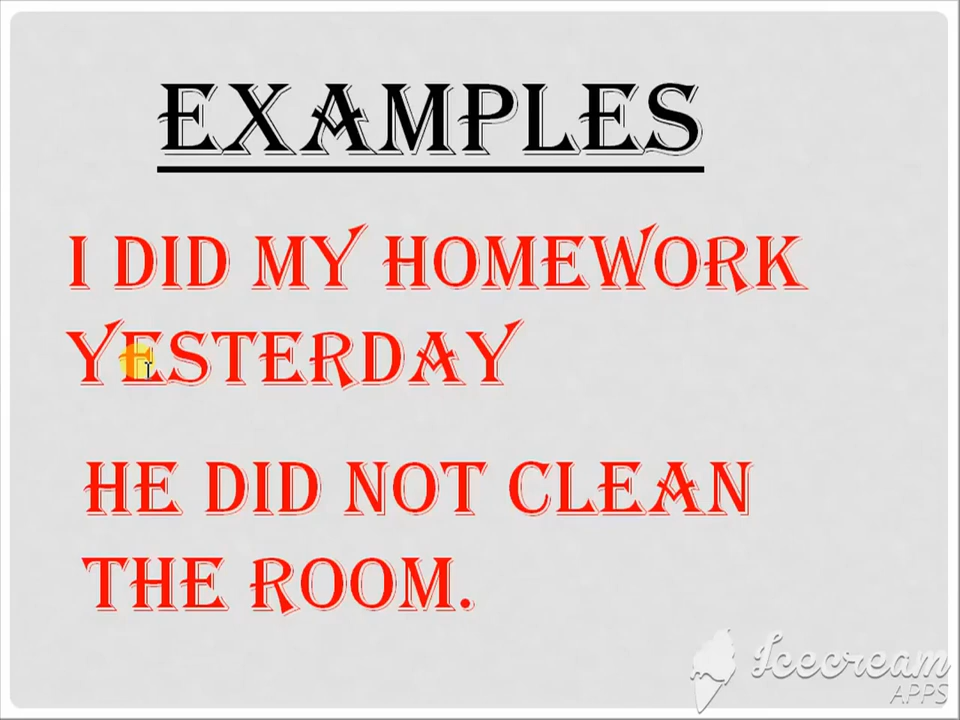 EXAMPLES
I DID MY HOMEWORK
YESTERDAY
HE DID NOT CLEAN
THE ROOM.
Icecream
APPS